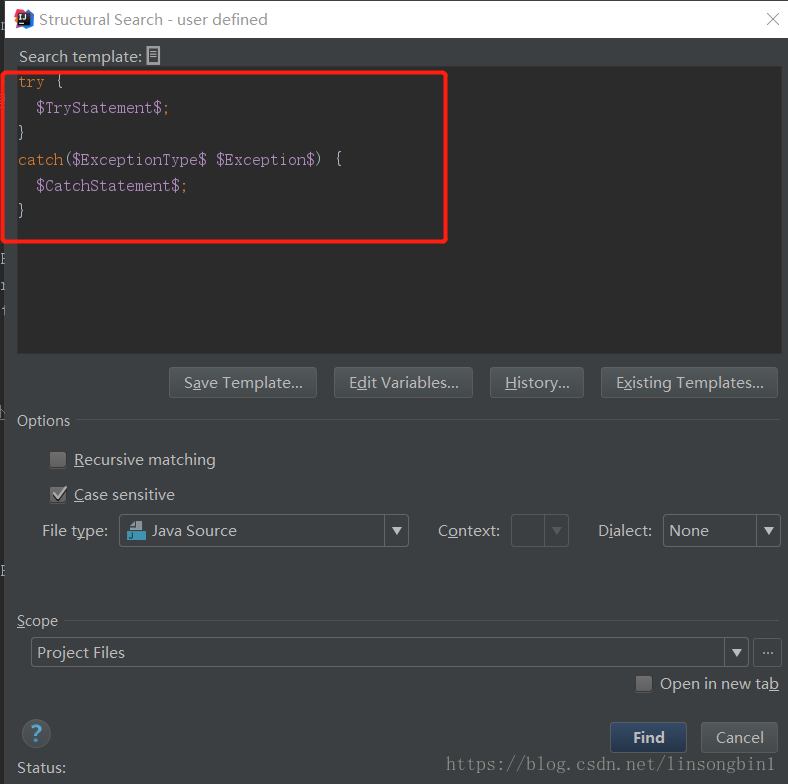 Structural Search - user defined
Search template:
try {
$TryStatement$;
}
catch($ExceptionType$ $Exception$) {
$CatchStatement$;
}
Save Template... Edit Variables... History... Existing Templates...
Options
Recursive matching
Case sensitive
File type: Java Source Context: Dialect: None
Scope
Project Files ...
Open in new tab
? Find Cancel
https://blog.csdn.net/linsongbin1
Status: